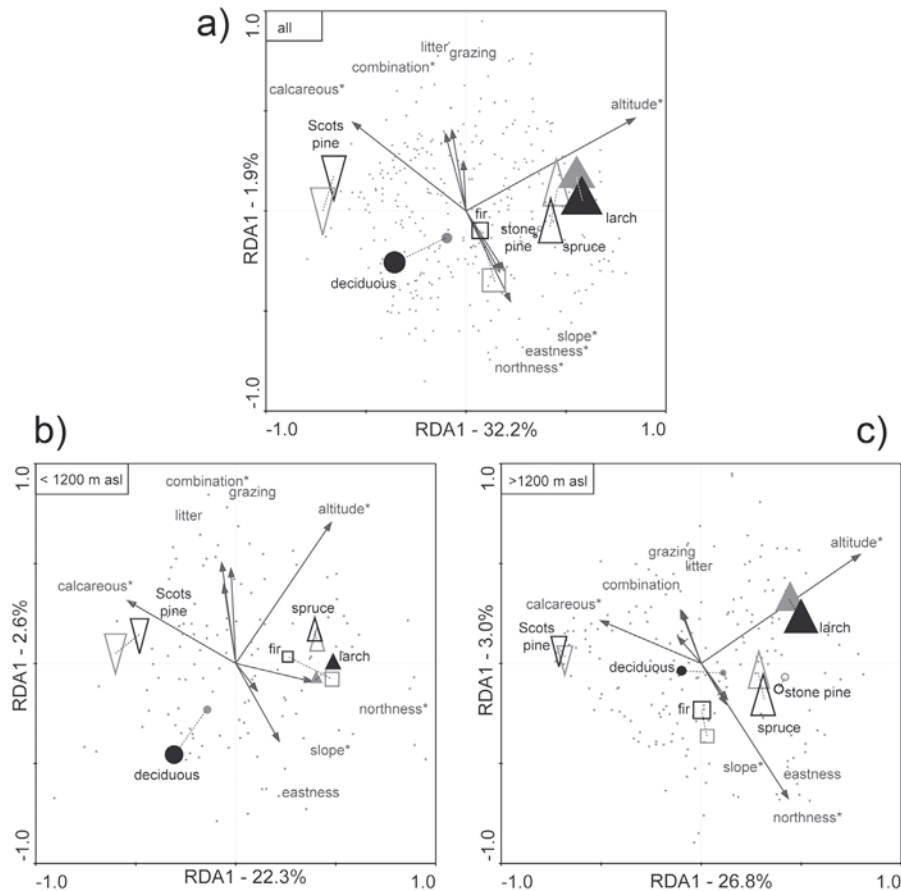 a)
all
1.0
litter
grazing
combination*
calcareous*
altitude*
Scots
pine
RDA1 - 1.9%
fir
stone
pine
larch
spruce
deciduous
slope*
eastness*
northness*
-1.0
-1.0
RDA1 - 32.2%
1.0
b)
< 1200 m asl
1.0
combination*
grazing
litter
altitude*
calcareous*
Scots
pine
spruce
fir
larch
RDA1 - 2.6%
northness*
deciduous
slope*
eastness
-1.0
-1.0
RDA1 - 22.3%
1.0
c)
>1200 m asl
1.0
altitude*
grazing
litter
combination
calcareous*
Scots
pine
larch
deciduous
RDA1 - 3.0%
stone pine
fir
spruce
slope*
eastness
northness*
-1.0
-1.0
RDA1 - 26.8%
1.0